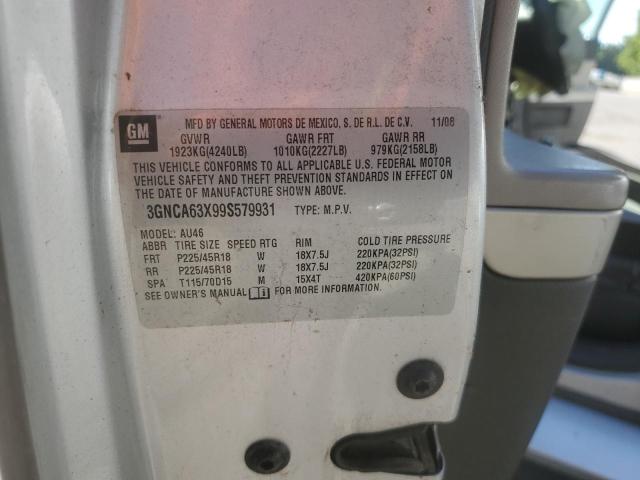 GM
MFD BY GENERAL MOTORS DE MEXICO, S. DE R.L. DE C.V. 11/08
GVWR GAWR FRT GAWR RR
1923KG(4240LB) 1010KG(2227LB) 979KG(2158LB)
THIS VEHICLE CONFORMS TO ALL APPLICABLE U.S. FEDERAL MOTOR
VEHICLE SAFETY AND THEFT PREVENTION STANDARDS IN EFFECT ON
THE DATE OF MANUFACTURE SHOWN ABOVE.
3GNCA63X99S579931 TYPE: M.P.V.
MODEL: AU46
ABBR TIRE SIZE SPEED RTG RIM COLD TIRE PRESSURE
FRT P225/45R18 W 18X7.5J 220KPA(32PSI)
RR P225/45R18 W 18X7.5J 220KPA(32PSI)
SPA T115/70D15 M 15X4T 420KPA(60PSI)
SEE OWNER'S MANUAL FOR MORE INFORMATION.